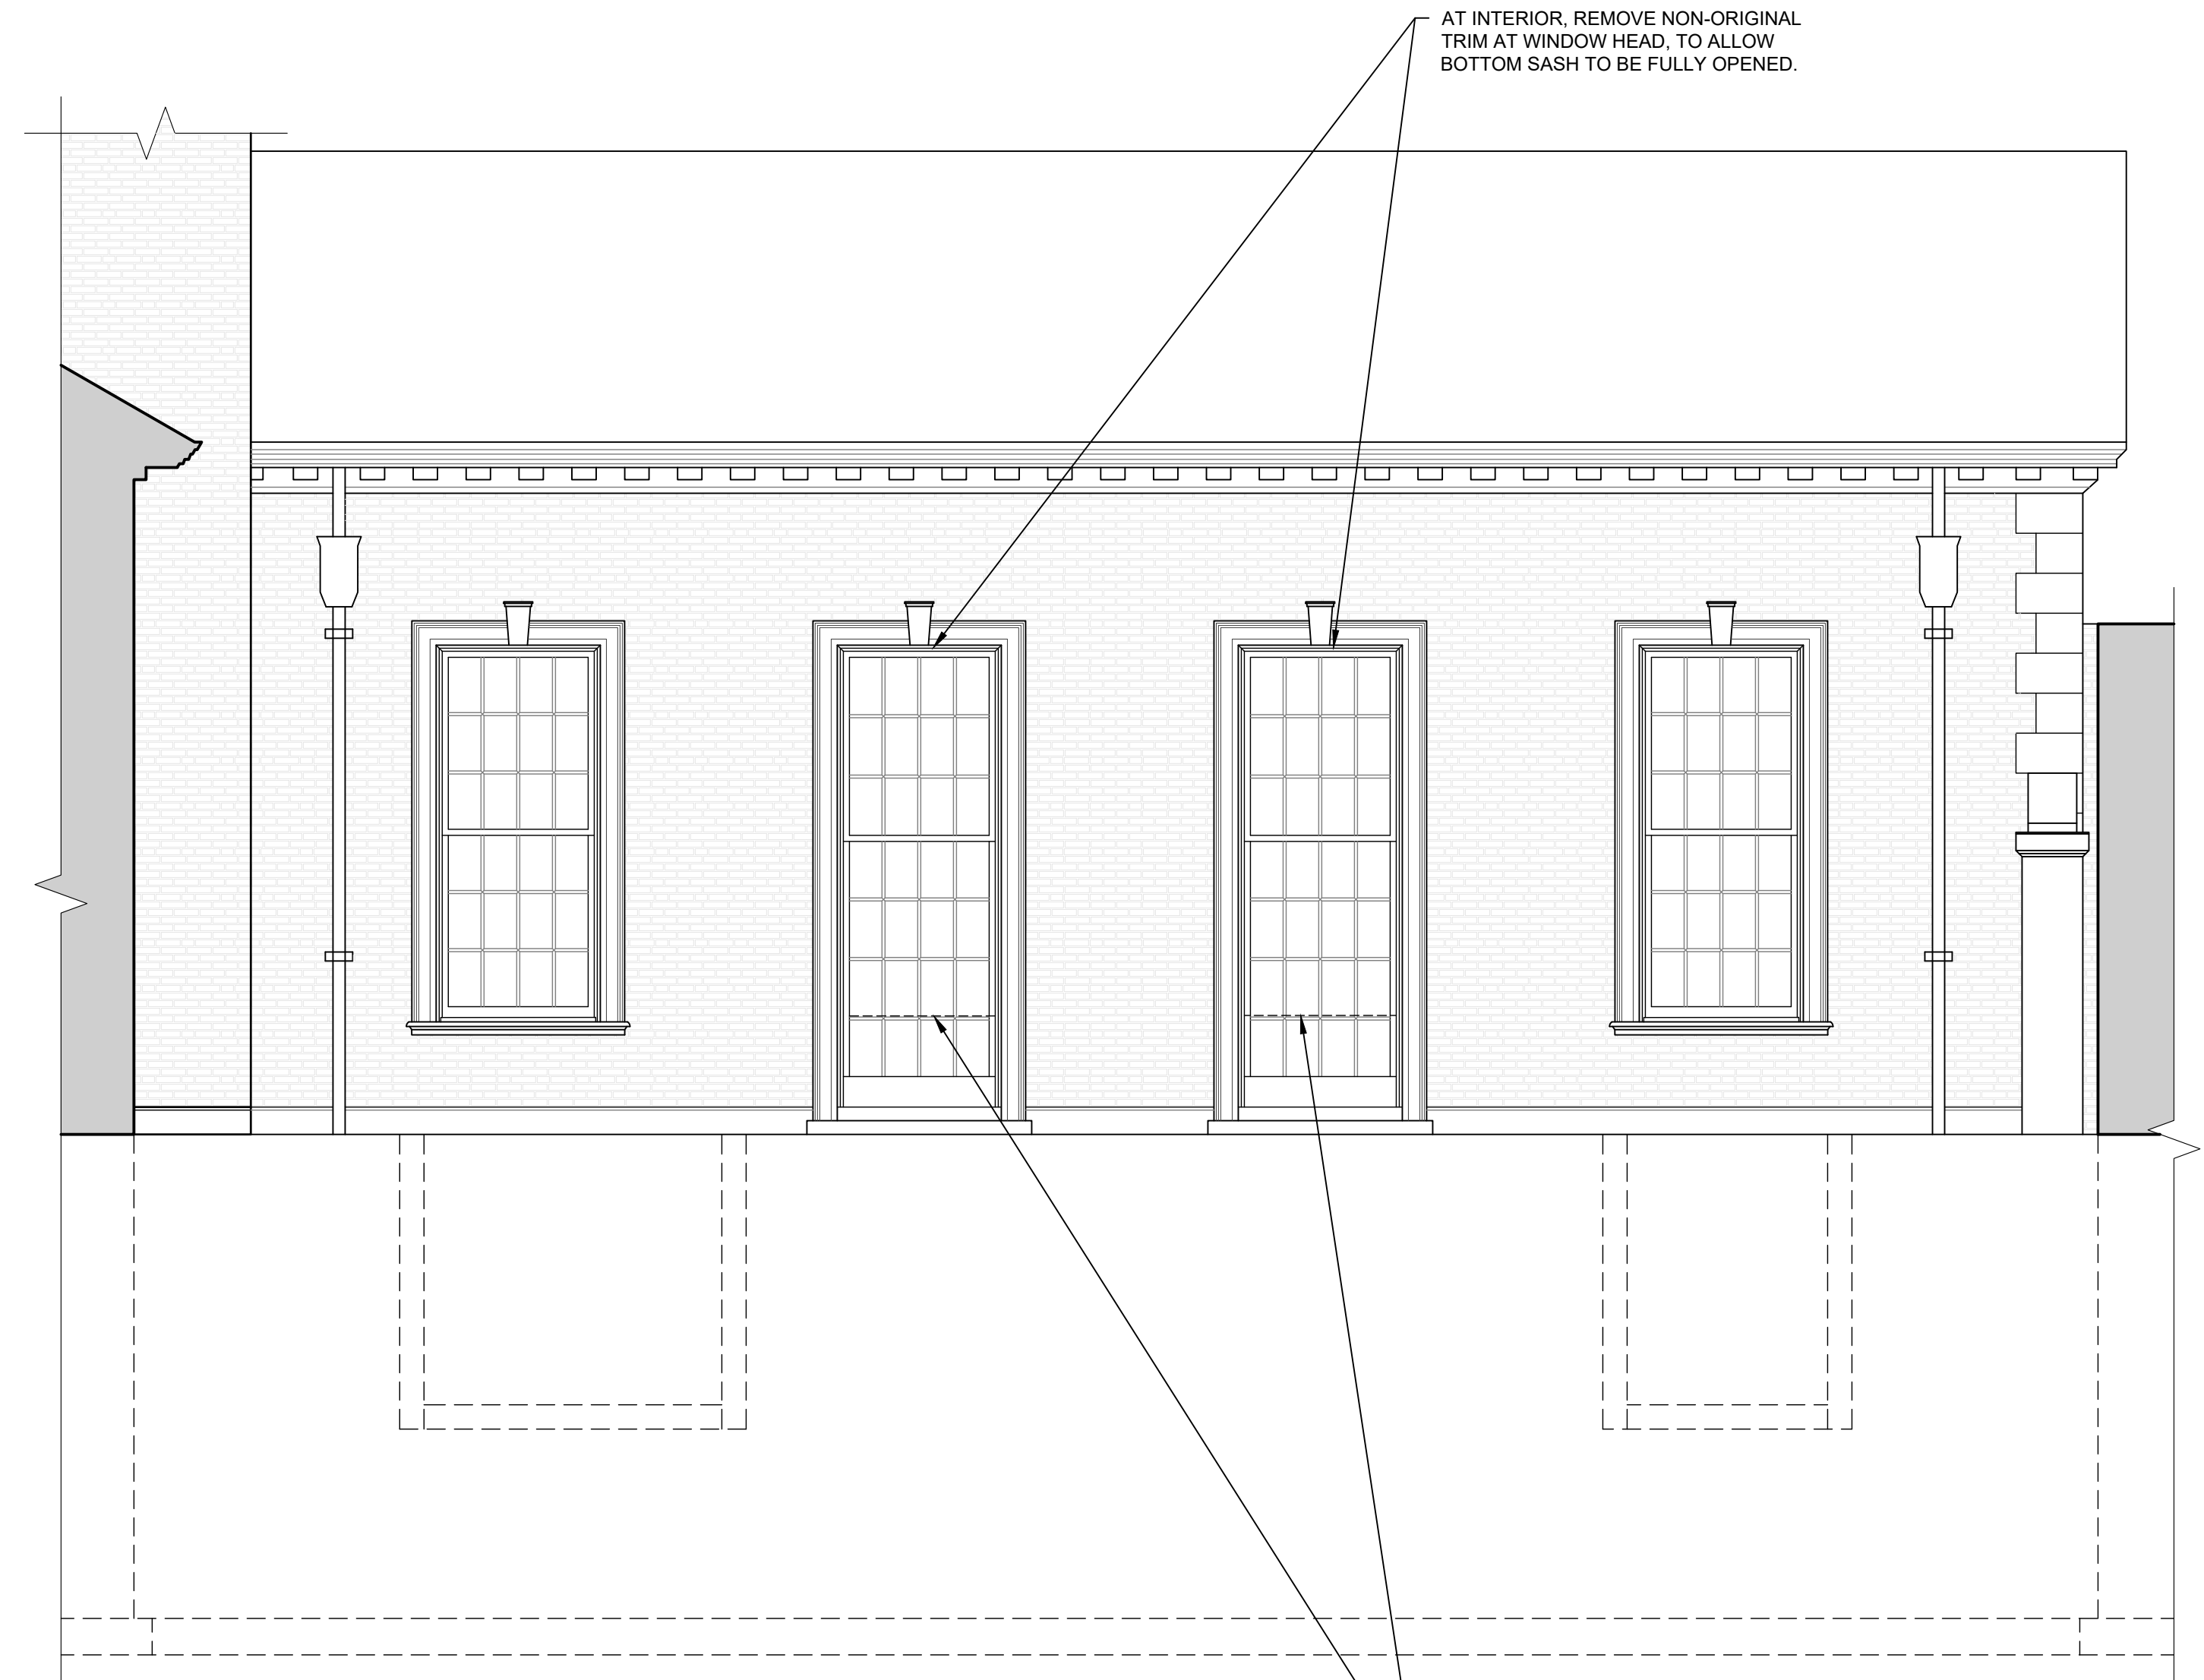 AT INTERIOR, REMOVE NON-ORIGINAL
TRIM AT WINDOW HEAD, TO ALLOW
BOTTOM SASH TO BE FULLY OPENED.